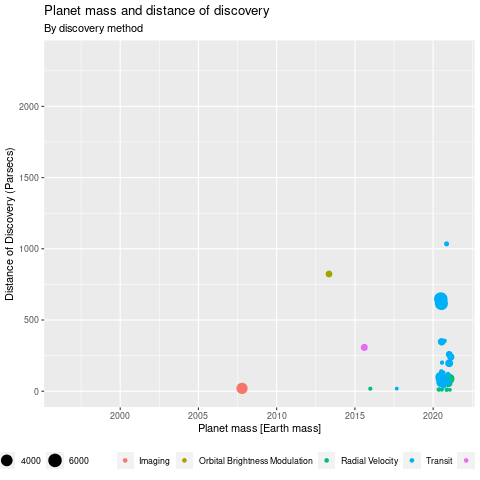 Planet mass and distance of discovery
By discovery method
Distance of Discovery (Parsecs)
2000
1500
1000
500
0
2000 2005 2010 2015 2020
Planet mass [Earth mass]
4000 6000 Imaging Orbital Brightness Modulation Radial Velocity Transit